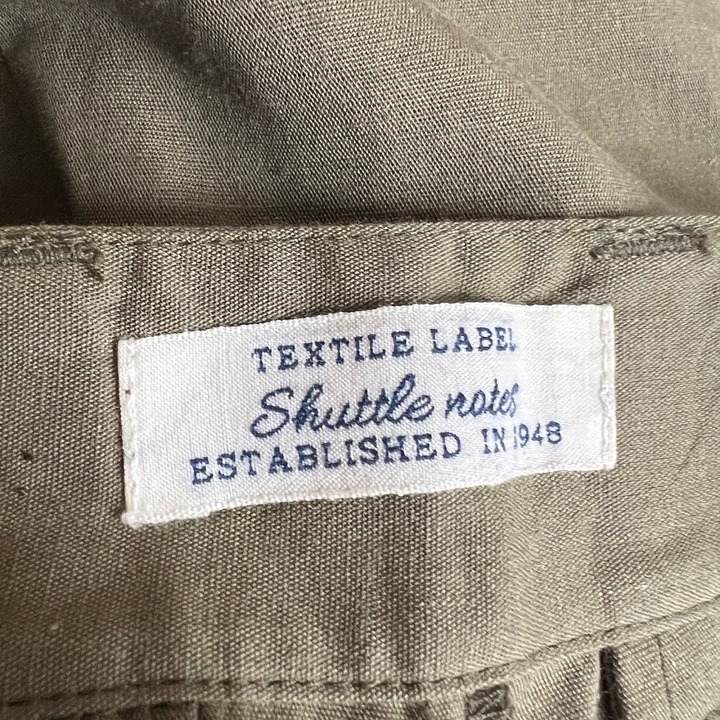 TEXTILE LABEL
Shuttle notes
ESTABLISHED IN 1948